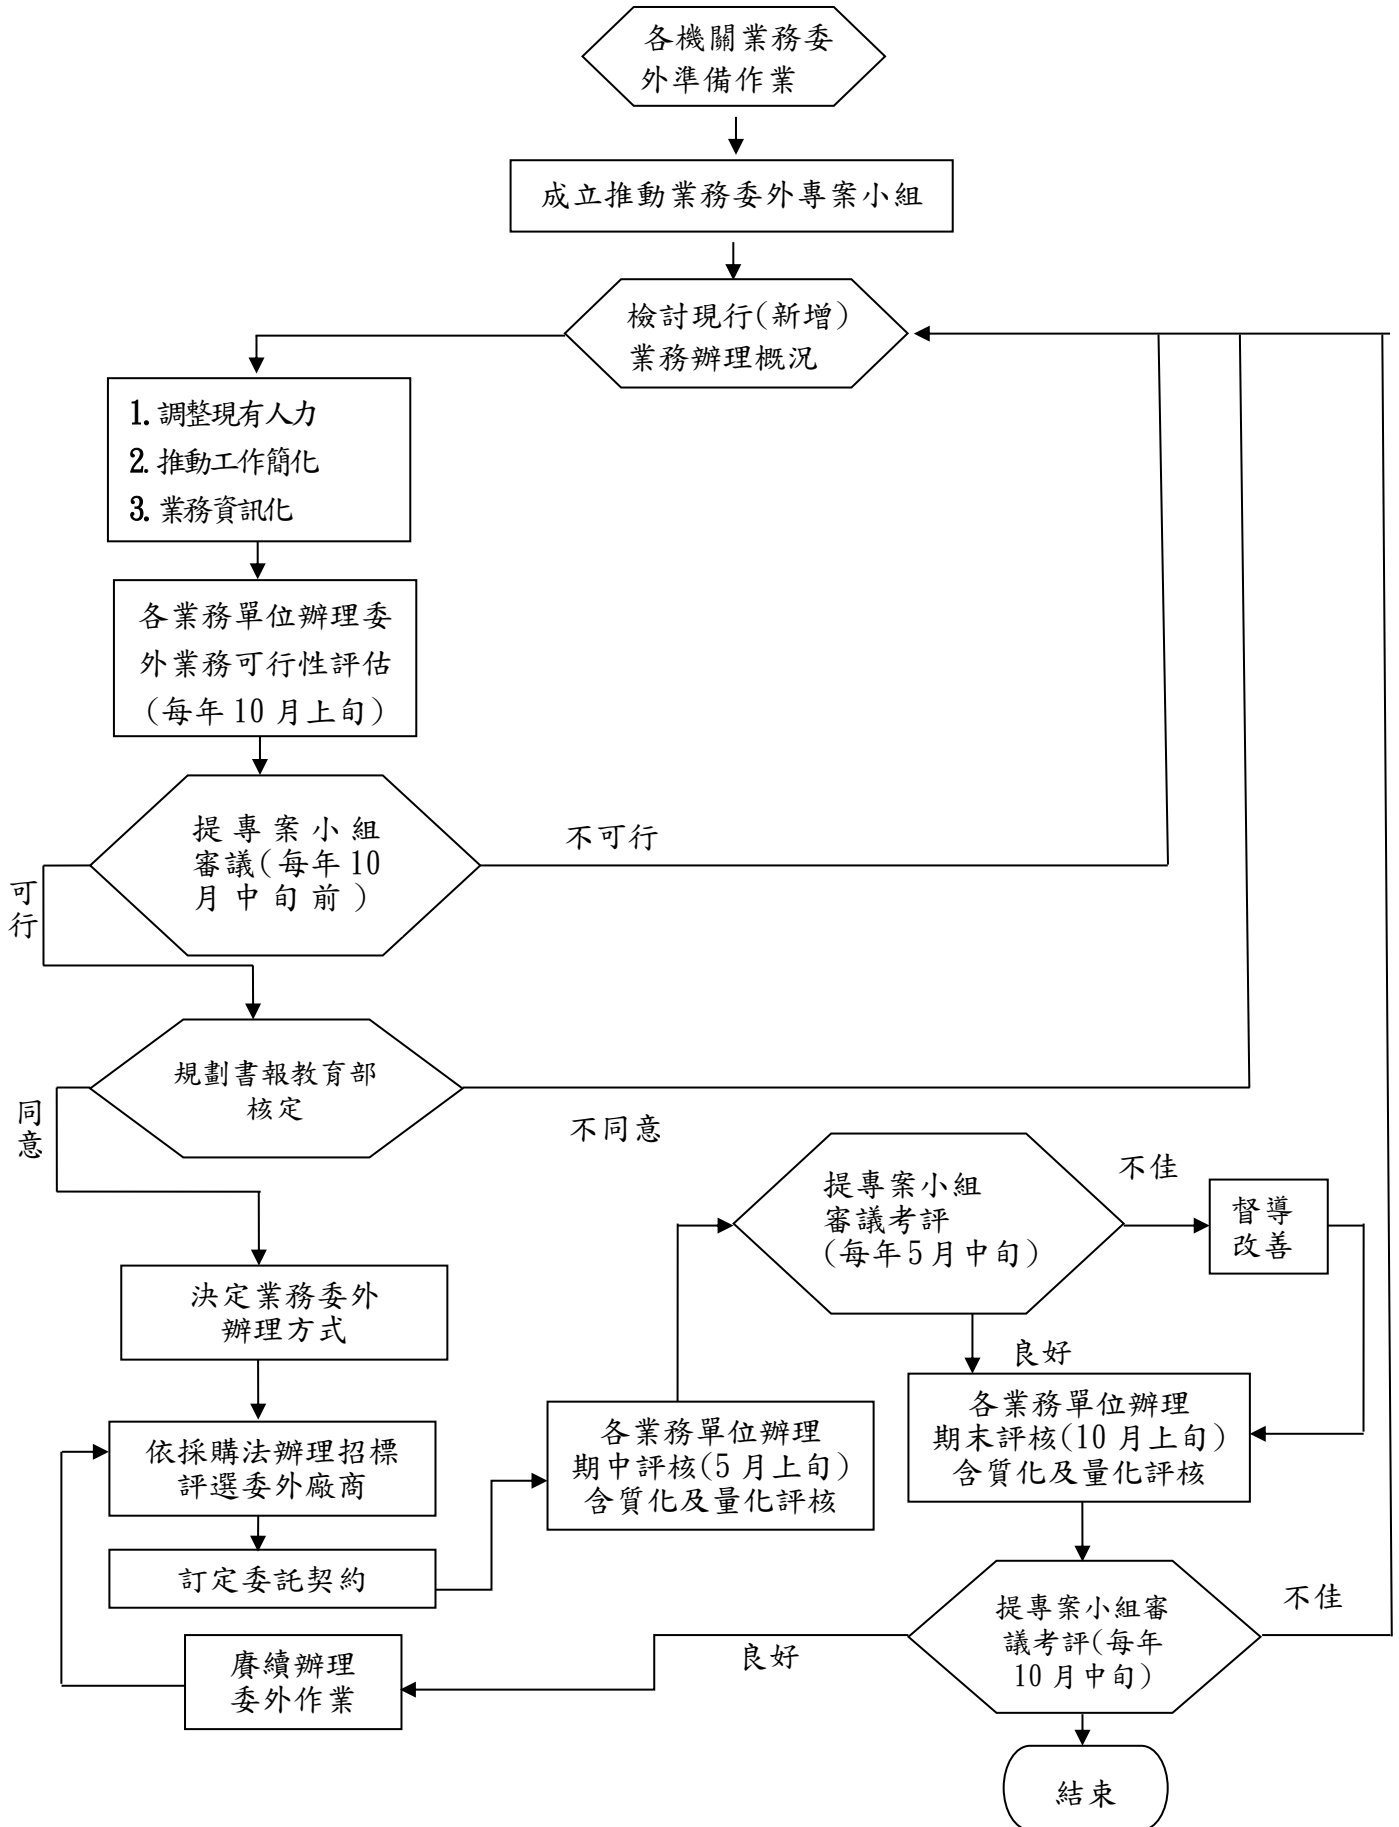 各機關業務委
外準備作業
成立推動業務委外專案小組
檢討現行(新增)
業務辦理概況
1. 調整現有人力
2. 推動工作簡化
3. 業務資訊化
各業務單位辦理委
外業務可行性評估
(每年 10 月上旬)
提專案小組
審議(每年 10
月中旬前)
不可行
可
行
規劃書報教育部
核定
同
意
不同意
決定業務委外
辦理方式
依採購法辦理招標
評選委外廠商
訂定委託契約
各業務單位辦理
期中評核(5 月上旬)
含質化及量化評核
提專案小組
審議考評
(每年 5 月中旬)
不佳
督導
改善
良好
各業務單位辦理
期末評核(10 月上旬)
含質化及量化評核
提專案小組審
議考評(每年
10 月中旬)
不佳
良好
賡續辦理
委外作業
結束